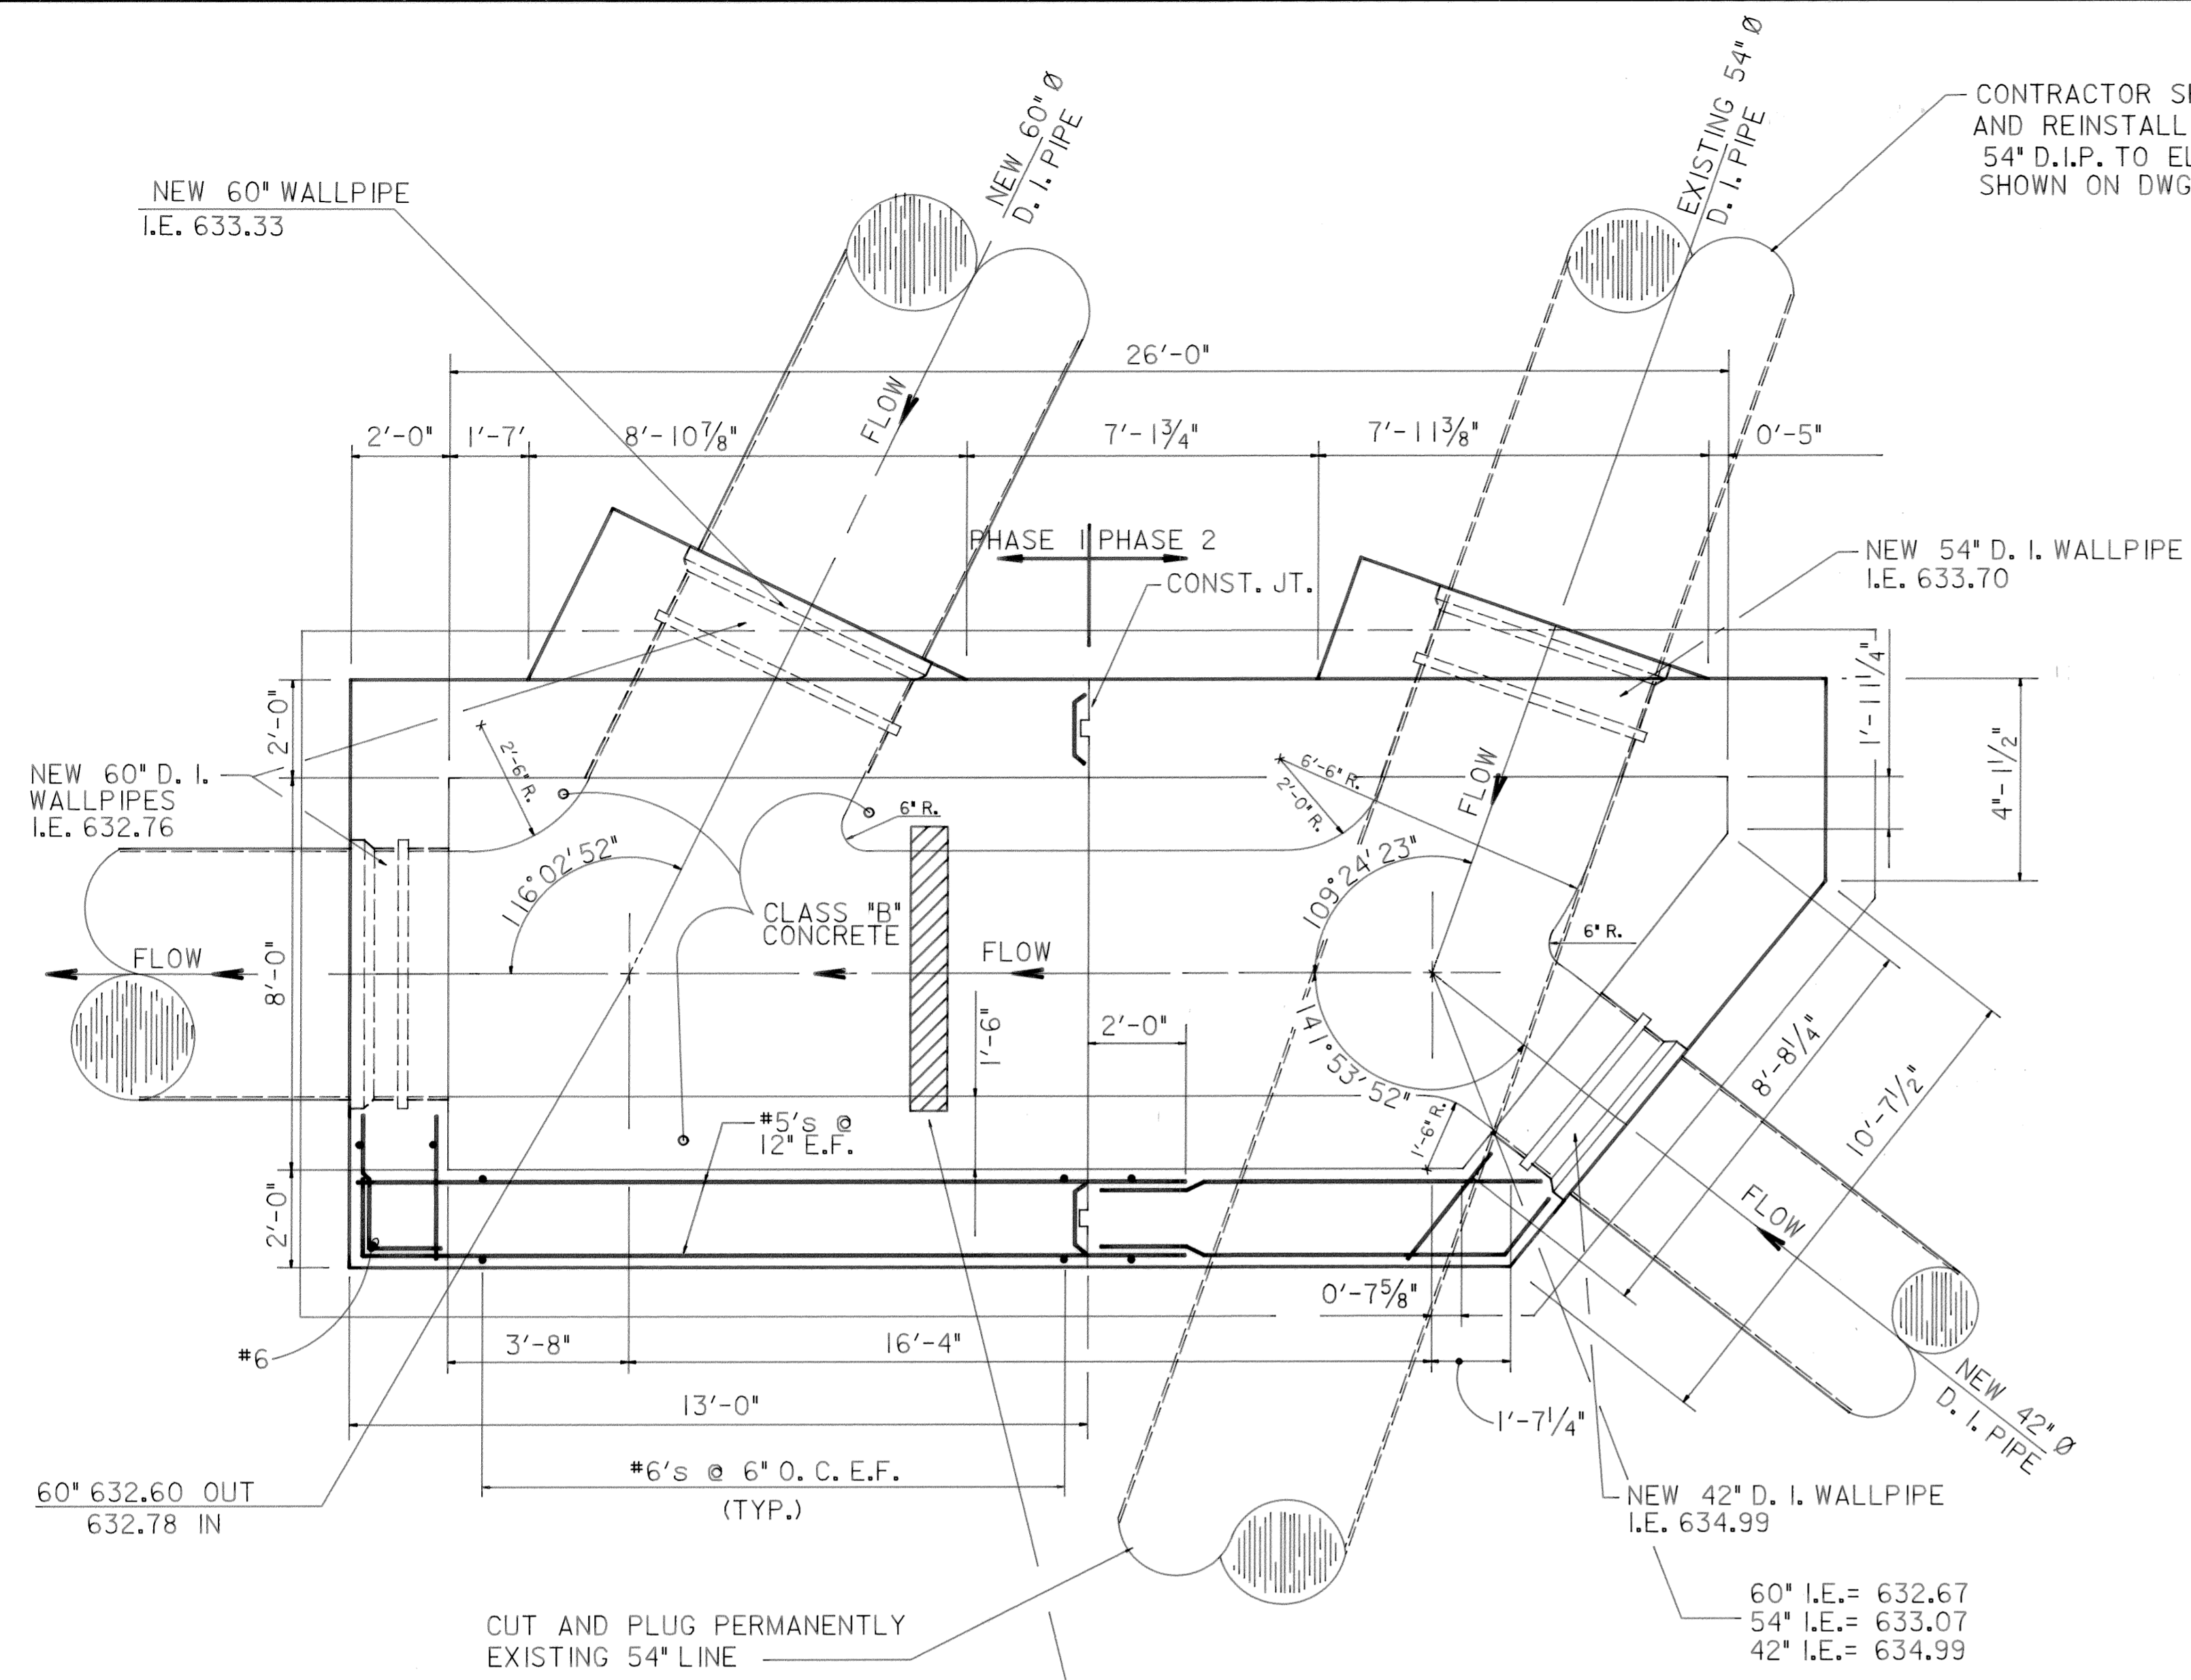 NEW 60" Ø
D. I. PIPE
EXISTING 54" Ø
D. I. PIPE
CONTRACTOR
AND REINSTALL
54" D.I.P. TO
SHOWN ON DWG
NEW 60" WALLPIPE
I.E. 633.33
26'-0"
FLOW
2'-0"
1'-7'
8'-10⅞"
7'-1¾"
7'-11⅜"
0'-5"
PHASE 1
PHASE 2
CONST. JT.
NEW 54" D. I. WALLPIPE
I.E. 633.70
2'-0"
1'-11¼"
4"-1½"
NEW 60" D. I.
WALLPIPES
I.E. 632.76
2'-6" R.
6" R.
6'-6" R.
2'-0" R.
FLOW
116°02'52"
109°24'23"
CLASS "B"
CONCRETE
6" R.
FLOW
FLOW
8'-0"
1'-6"
2'-0"
141°53'52"
8'-8¼"
10'-7½"
#5's @
12" E.F.
1'-6" R.
2'-0"
FLOW
0'-7⅝"
#6
3'-8"
16'-4"
13'-0"
1'-7¼"
NEW 42" Ø
D. I. PIPE
#6's @ 6" O. C. E.F.
(TYP.)
60" 632.60 OUT
632.78 IN
NEW 42" D. I. WALLPIPE
I.E. 634.99
60" I.E.= 632.67
54" I.E.= 633.07
42" I.E.= 634.99
CUT AND PLUG PERMANENTLY
EXISTING 54" LINE